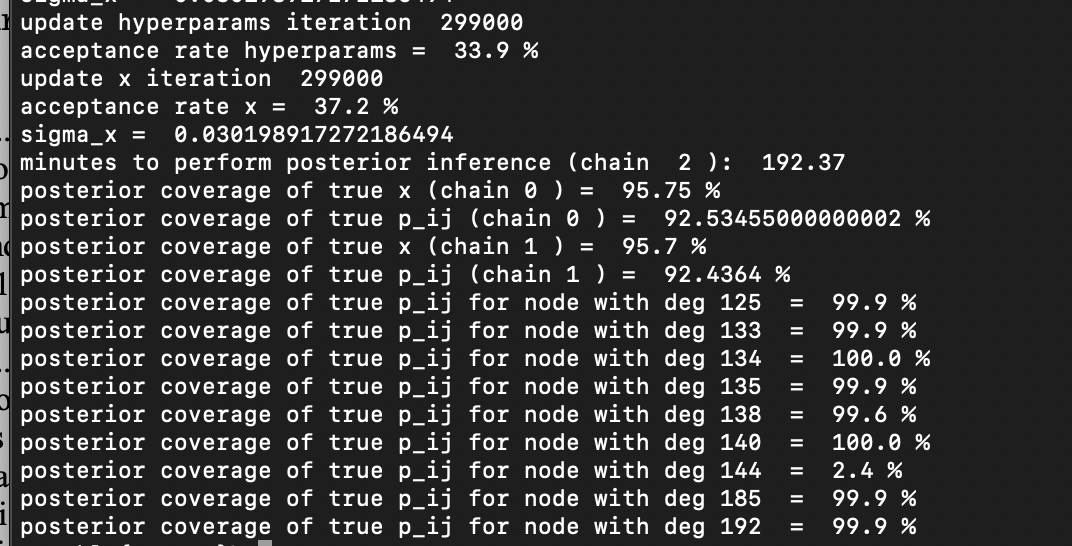 update hyperparams iteration  299000
acceptance rate hyperparams =  33.9 %
update x iteration  299000
acceptance rate x =  37.2 %
sigma_x =  0.030198917272186494
minutes to perform posterior inference (chain  2 ):  192.37
posterior coverage of true x (chain 0 ) =  95.75 %
posterior coverage of true p_ij (chain 0 ) =  92.53455000000002 %
posterior coverage of true x (chain 1 ) =  95.7 %
posterior coverage of true p_ij (chain 1 ) =  92.4364 %
posterior coverage of true p_ij for node with deg 125  =  99.9 %
posterior coverage of true p_ij for node with deg 133  =  99.9 %
posterior coverage of true p_ij for node with deg 134  =  100.0 %
posterior coverage of true p_ij for node with deg 135  =  99.9 %
posterior coverage of true p_ij for node with deg 138  =  99.6 %
posterior coverage of true p_ij for node with deg 140  =  100.0 %
posterior coverage of true p_ij for node with deg 144  =  2.4 %
posterior coverage of true p_ij for node with deg 185  =  99.9 %
posterior coverage of true p_ij for node with deg 192  =  99.9 %